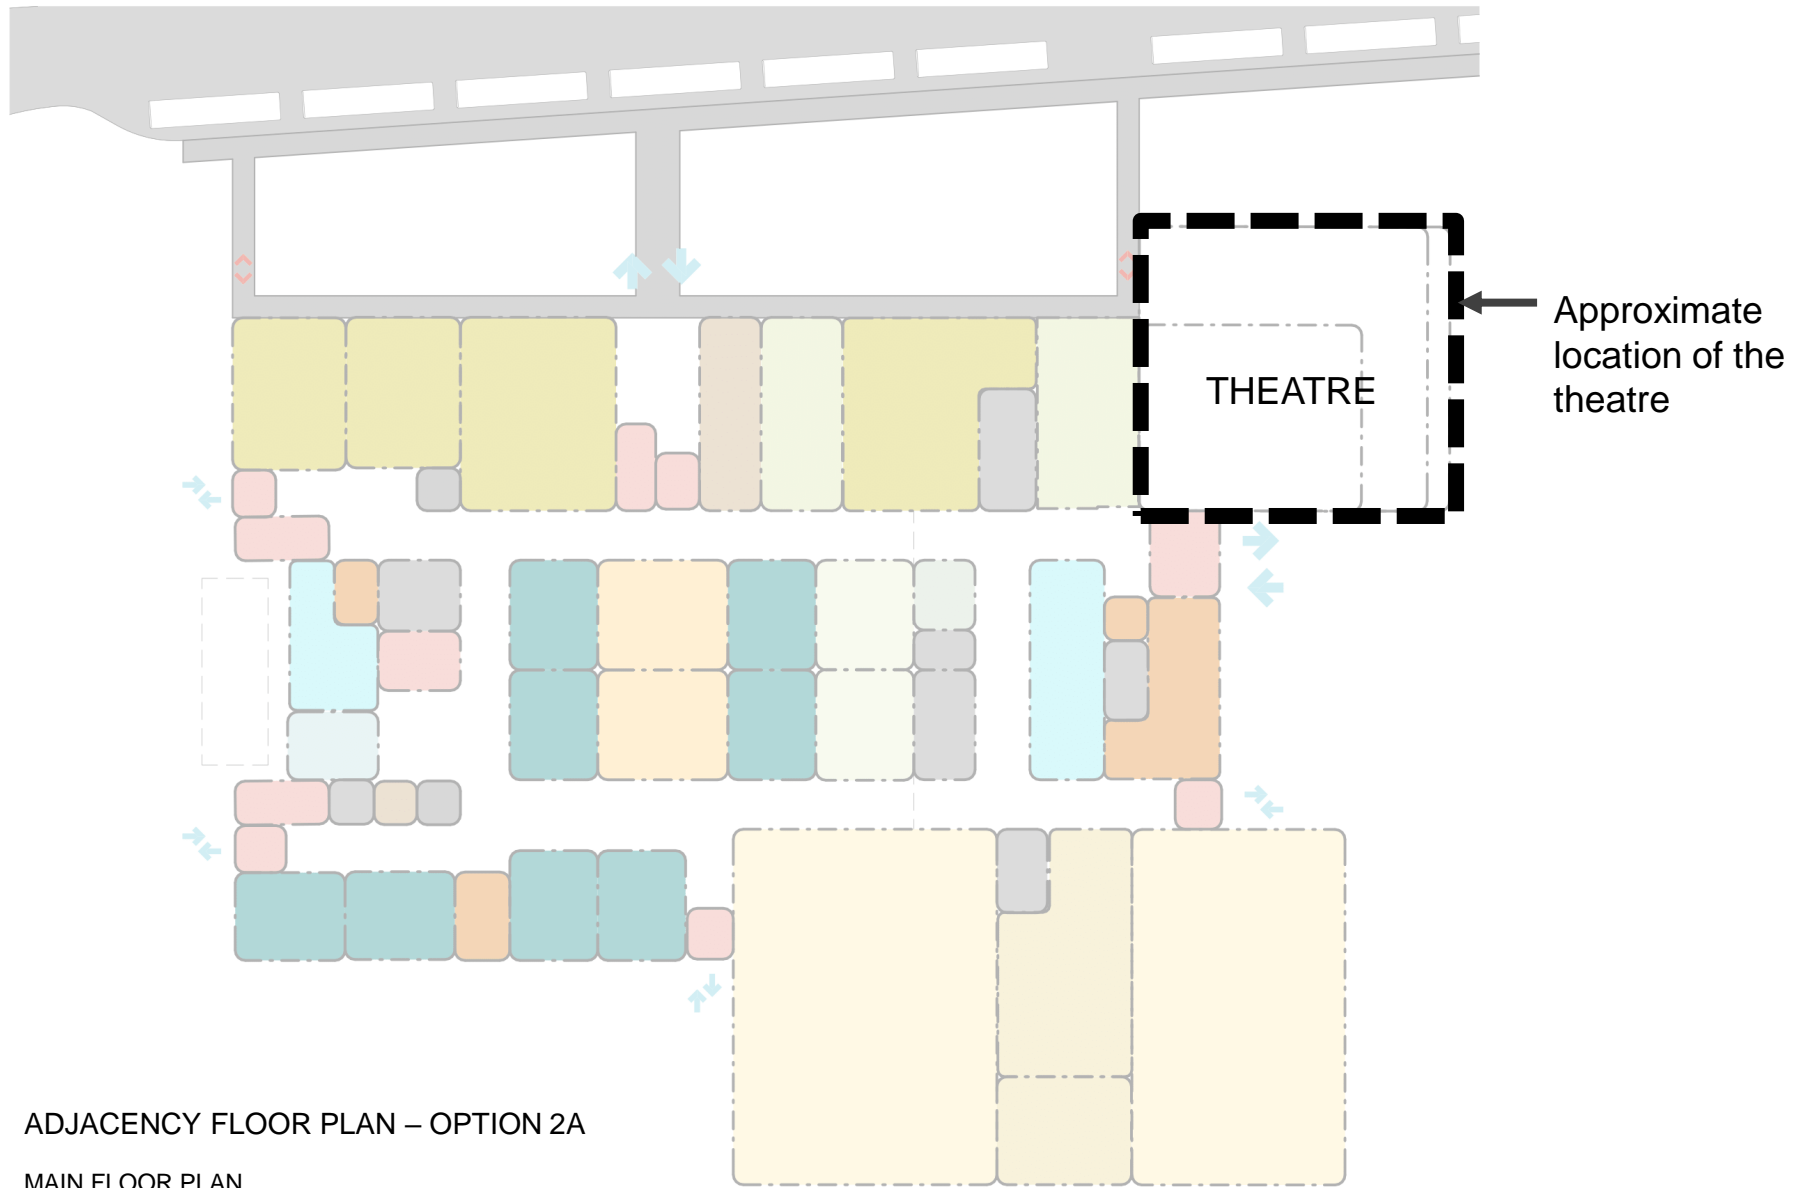 THEATRE
Approximate
location of the
theatre
ADJACENCY FLOOR PLAN – OPTION 2A
MAIN FLOOR PLAN